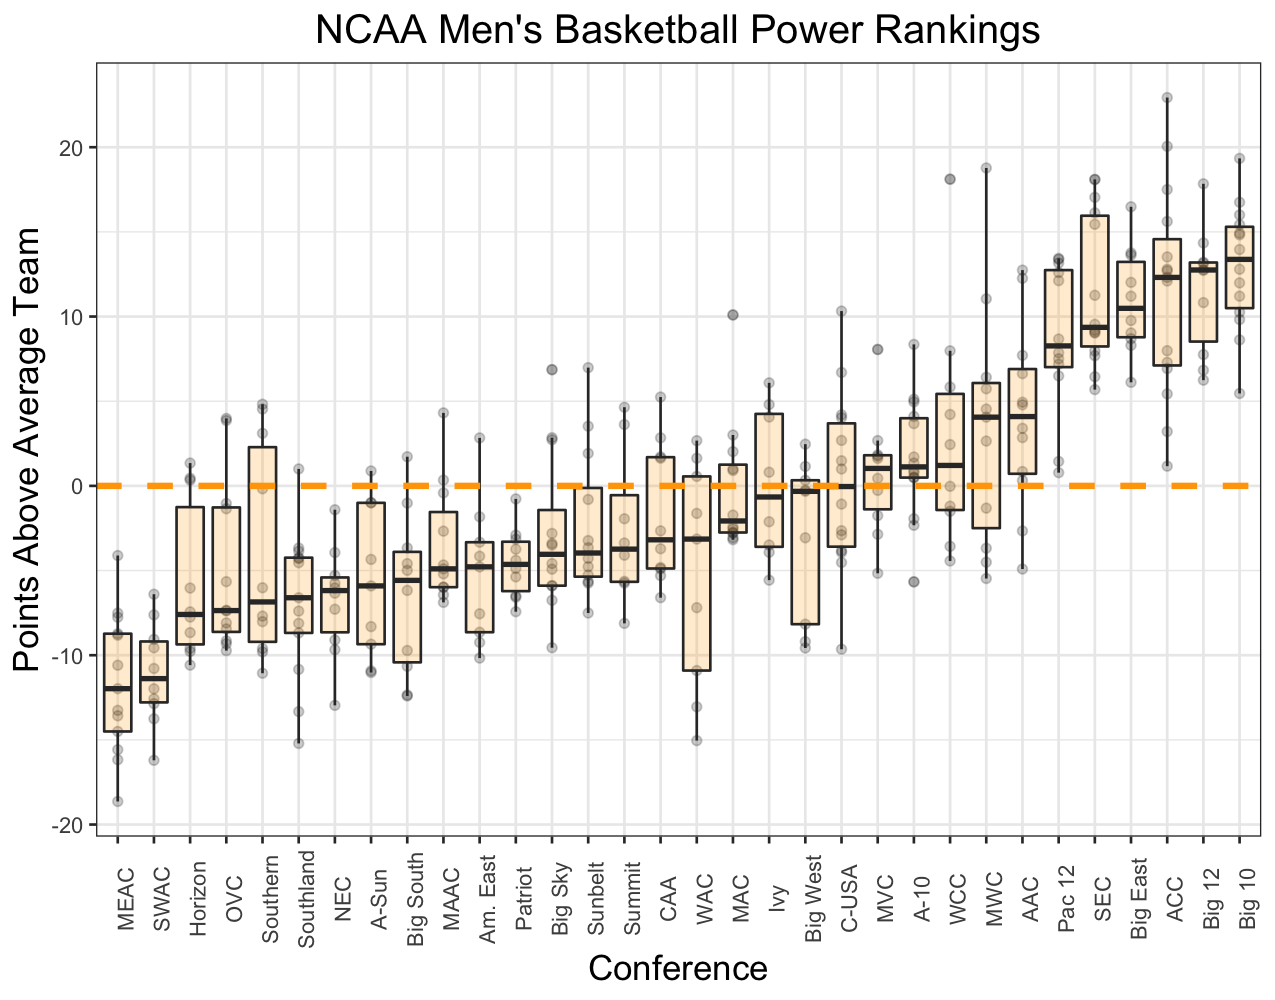 NCAA Men's Basketball Power Rankings
Points Above Average Team
20
10
0
-10
-20
MEAC
SWAC
Horizon
OVC
Southern
Southland
NEC
A-Sun
Big South
MAAC
Am. East
Patriot
Big Sky
Sunbelt
Summit
CAA
WAC
MAC
Ivy
Big West
C-USA
MVC
A-10
WCC
MWC
AAC
Pac 12
SEC
Big East
ACC
Big 12
Big 10
Conference